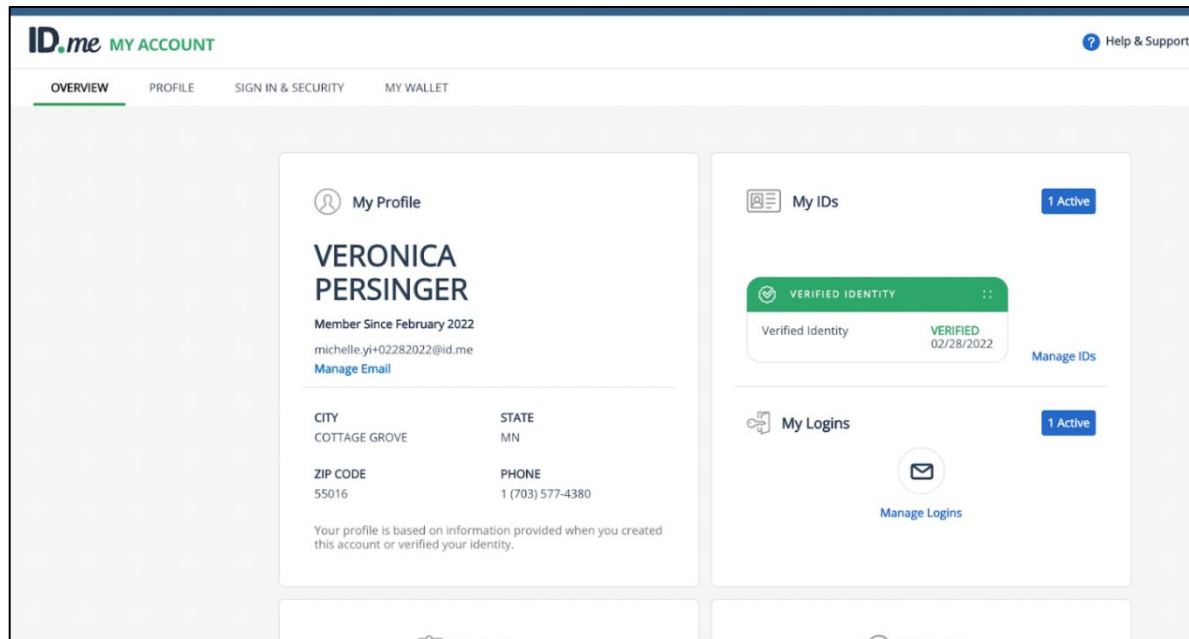 ID.me MY ACCOUNT
Help & Support
OVERVIEW PROFILE SIGN IN & SECURITY MY WALLET
My Profile
VERONICA
PERSINGER
Member Since February 2022
michelle.yi+02282022@id.me
Manage Email
CITY STATE
COTTAGE GROVE MN
ZIP CODE PHONE
55016 1 (703) 577-4380
Your profile is based on information provided when you created
this account or verified your identity.
My IDs 1 Active
VERIFIED IDENTITY
Verified Identity VERIFIED
02/28/2022
Manage IDs
My Logins 1 Active
Manage Logins